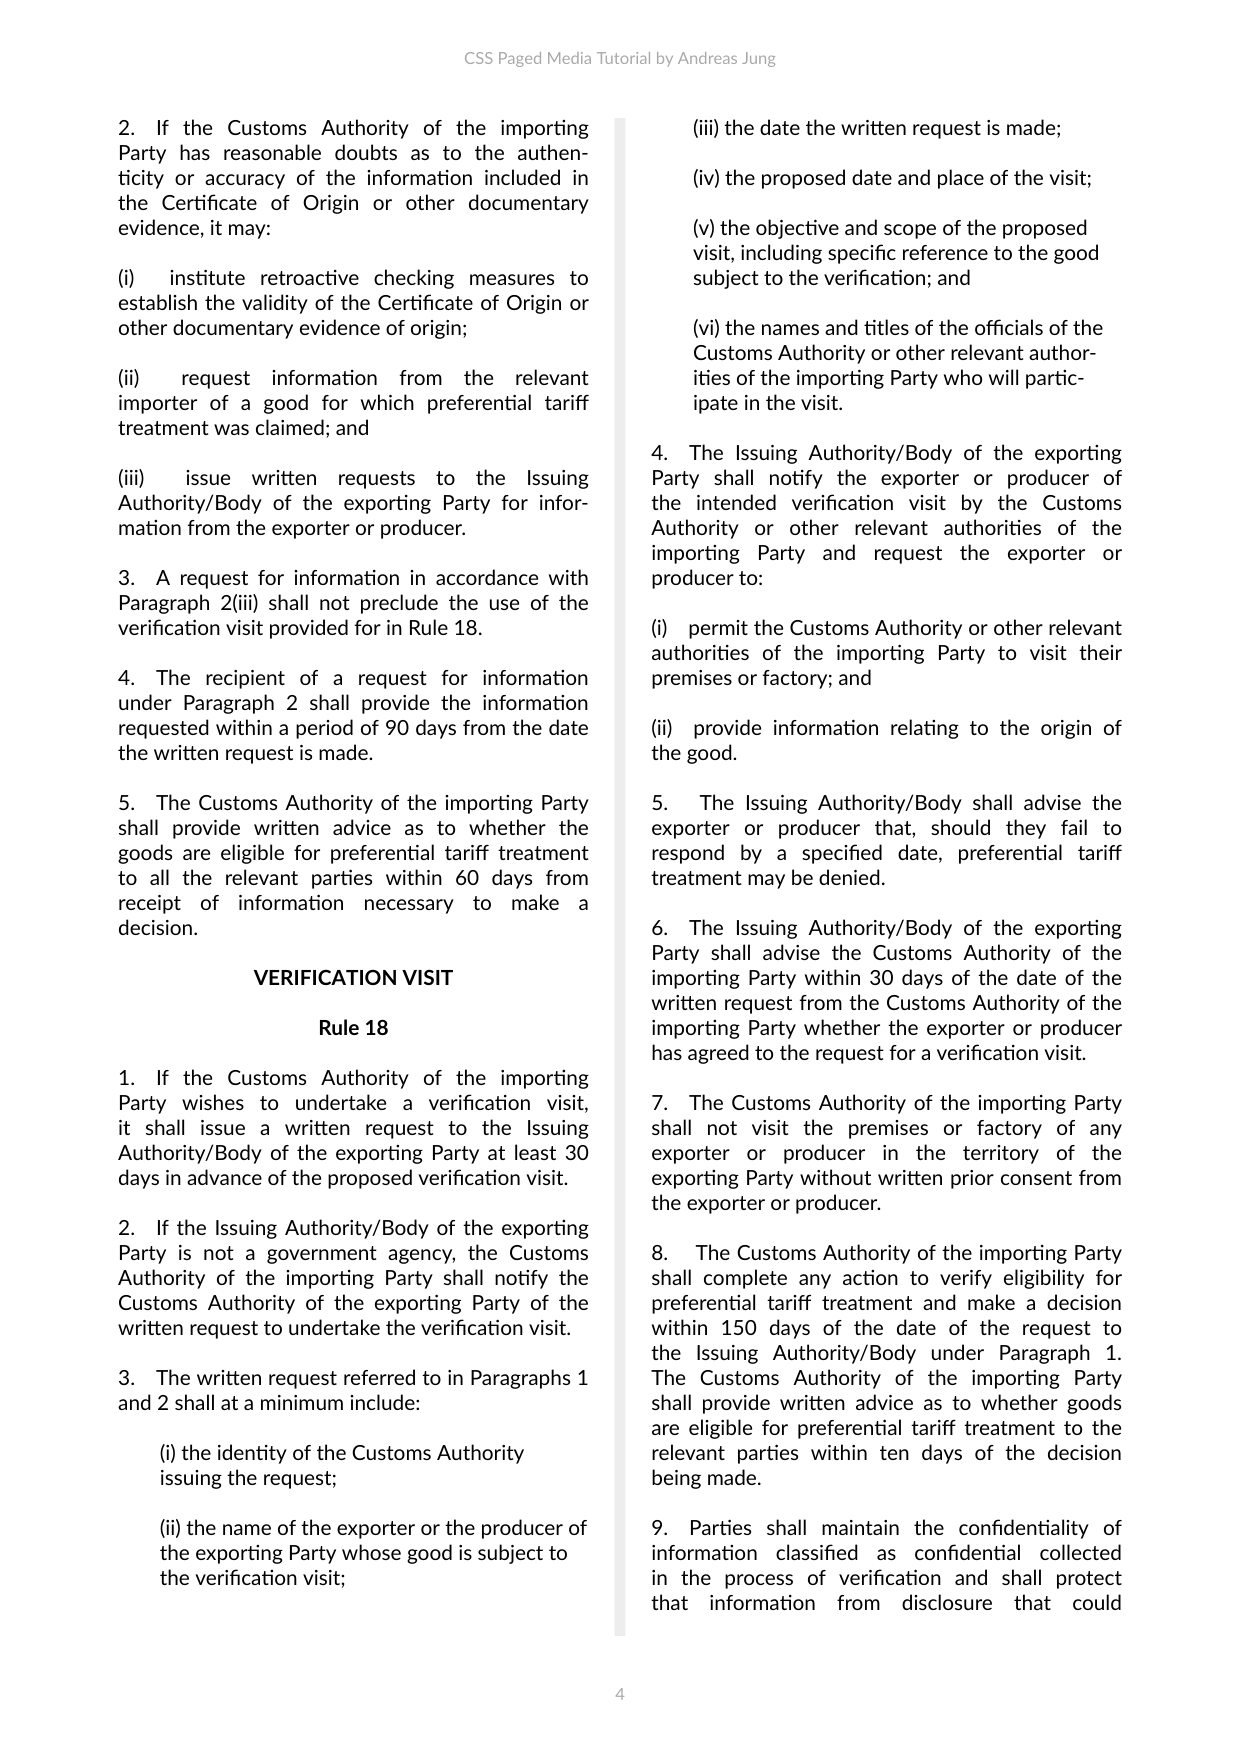 CSS Paged Media Tutorial by Andreas Jung
2. If the Customs Authority of the importing
Party has reasonable doubts as to the authen-
ticity or accuracy of the information included in
the Certificate of Origin or other documentary
evidence, it may:
(i) institute retroactive checking measures to
establish the validity of the Certificate of Origin or
other documentary evidence of origin;
(ii) request information from the relevant
importer of a good for which preferential tariff
treatment was claimed; and
(iii) issue written requests to the Issuing
Authority/Body of the exporting Party for infor-
mation from the exporter or producer.
3. A request for information in accordance with
Paragraph 2(iii) shall not preclude the use of the
verification visit provided for in Rule 18.
4. The recipient of a request for information
under Paragraph 2 shall provide the information
requested within a period of 90 days from the date
the written request is made.
5. The Customs Authority of the importing Party
shall provide written advice as to whether the
goods are eligible for preferential tariff treatment
to all the relevant parties within 60 days from
receipt of information necessary to make a
decision.
VERIFICATION VISIT
Rule 18
1. If the Customs Authority of the importing
Party wishes to undertake a verification visit,
it shall issue a written request to the Issuing
Authority/Body of the exporting Party at least 30
days in advance of the proposed verification visit.
2. If the Issuing Authority/Body of the exporting
Party is not a government agency, the Customs
Authority of the importing Party shall notify the
Customs Authority of the exporting Party of the
written request to undertake the verification visit.
3. The written request referred to in Paragraphs 1
and 2 shall at a minimum include:
(i) the identity of the Customs Authority
issuing the request;
(ii) the name of the exporter or the producer of
the exporting Party whose good is subject to
the verification visit;
(iii) the date the written request is made;
(iv) the proposed date and place of the visit;
(v) the objective and scope of the proposed
visit, including specific reference to the good
subject to the verification; and
(vi) the names and titles of the officials of the
Customs Authority or other relevant author-
ities of the importing Party who will partic-
ipate in the visit.
4. The Issuing Authority/Body of the exporting
Party shall notify the exporter or producer of
the intended verification visit by the Customs
Authority or other relevant authorities of the
importing Party and request the exporter or
producer to:
(i) permit the Customs Authority or other relevant
authorities of the importing Party to visit their
premises or factory; and
(ii) provide information relating to the origin of
the good.
5. The Issuing Authority/Body shall advise the
exporter or producer that, should they fail to
respond by a specified date, preferential tariff
treatment may be denied.
6. The Issuing Authority/Body of the exporting
Party shall advise the Customs Authority of the
importing Party within 30 days of the date of the
written request from the Customs Authority of the
importing Party whether the exporter or producer
has agreed to the request for a verification visit.
7. The Customs Authority of the importing Party
shall not visit the premises or factory of any
exporter or producer in the territory of the
exporting Party without written prior consent from
the exporter or producer.
8. The Customs Authority of the importing Party
shall complete any action to verify eligibility for
preferential tariff treatment and make a decision
within 150 days of the date of the request to
the Issuing Authority/Body under Paragraph 1.
The Customs Authority of the importing Party
shall provide written advice as to whether goods
are eligible for preferential tariff treatment to the
relevant parties within ten days of the decision
being made.
9. Parties shall maintain the confidentiality of
information classified as confidential collected
in the process of verification and shall protect
that information from disclosure that could
4